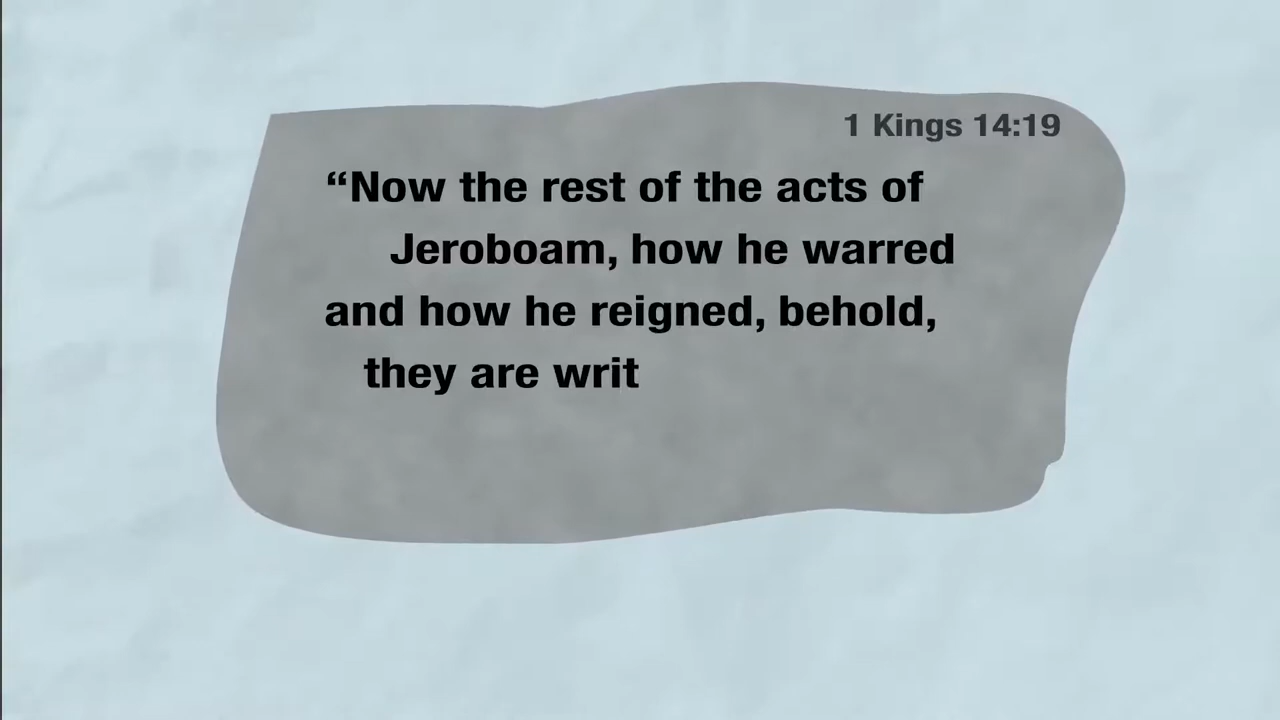 1 Kings 14:19
“Now the rest of the acts of
Jeroboam, how he warred
and how he reigned, behold,
they are writ